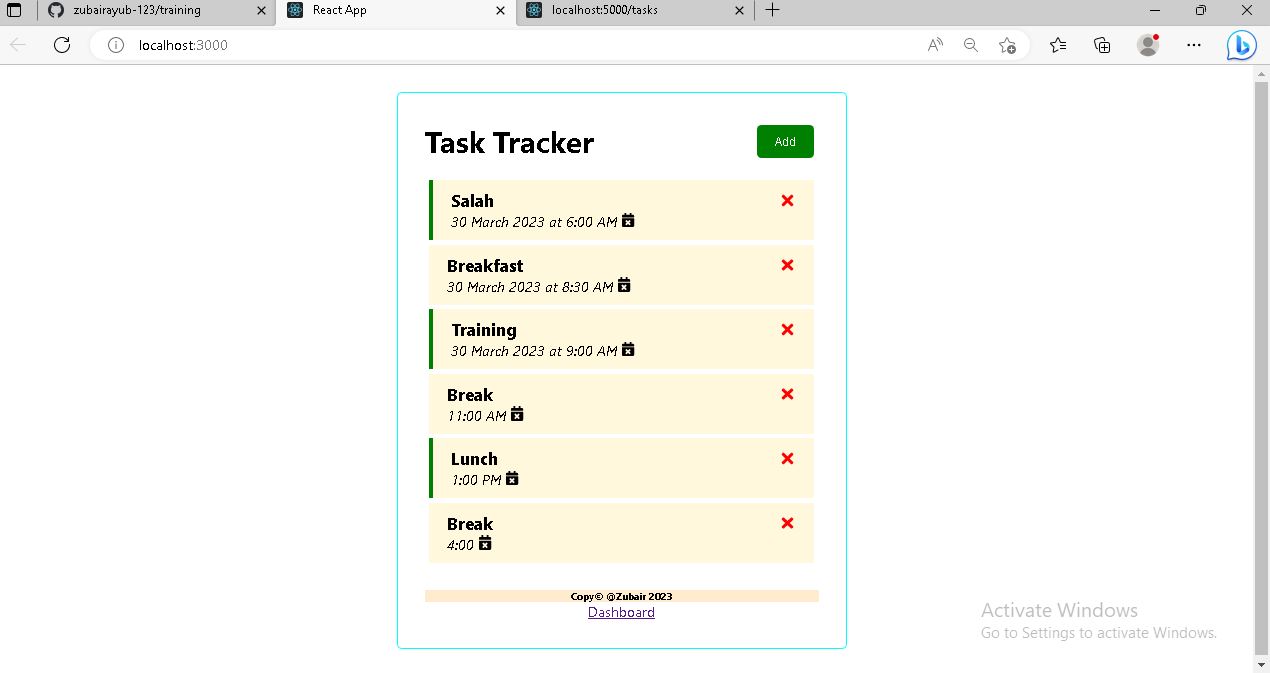 zubairayub-123/training
React App
localhost:5000/tasks
localhost:3000
Task Tracker
Add
Salah
30 March 2023 at 6:00 AM
Breakfast
30 March 2023 at 8:30 AM
Training
30 March 2023 at 9:00 AM
Break
11:00 AM
Lunch
1:00 PM
Break
4:00
Copy© @Zubair 2023
Dashboard
Activate Windows
Go to Settings to activate Windows.